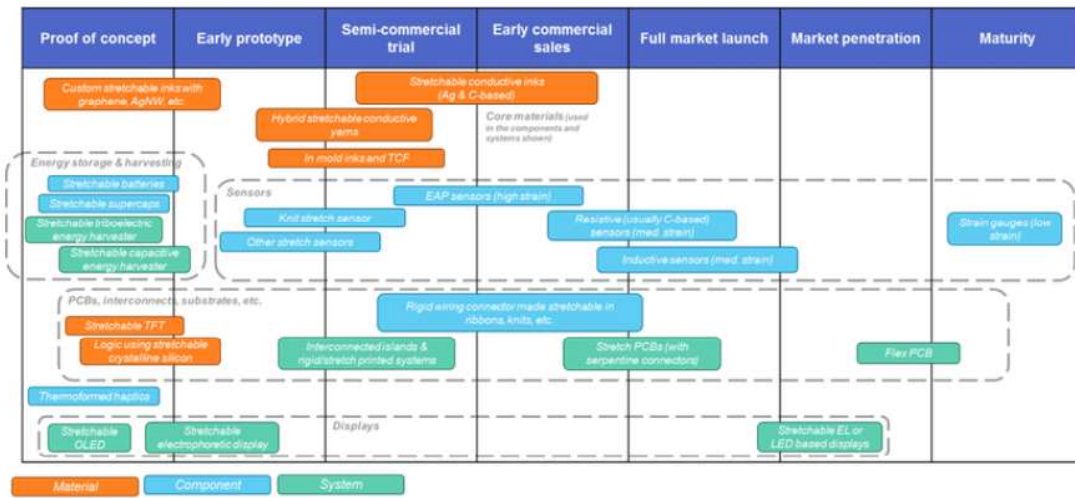 Proof of concept
Early prototype
Semi-commercial
trial
Early commercial
sales
Full market launch
Market penetration
Maturity
Custom stretchable inks with
graphene, AgNW, etc.
Stretchable conductive inks
(Ag & C-based)
Hybrid stretchable conductive
yarns
Core materials (used
in the components and
systems shown)
In mold inks and TCF
Energy storage & harvesting
Stretchable batteries
Stretchable supercaps
Stretchable triboelectric
energy harvester
Stretchable capacitive
energy harvester
Sensors
EAP sensors (high strain)
Knit stretch sensor
Other stretch sensors
Resistive (usually C-based)
sensors (med. strain)
Inductive sensors (med. strain)
Strain gauges (low
strain)
PCBs, interconnects, substrates, etc.
Rigid wiring connector made stretchable in
ribbons, knits, etc.
Stretchable TFT
Logic using stretchable
crystalline silicon
Interconnected islands &
rigid/stretch printed systems
Stretch PCBs (with
serpentine connectors)
Flex PCB
Thermoformed haptics
Displays
Stretchable
OLED
Stretchable
electrophoretic display
Stretchable EL or
LED based displays
Material
Component
System